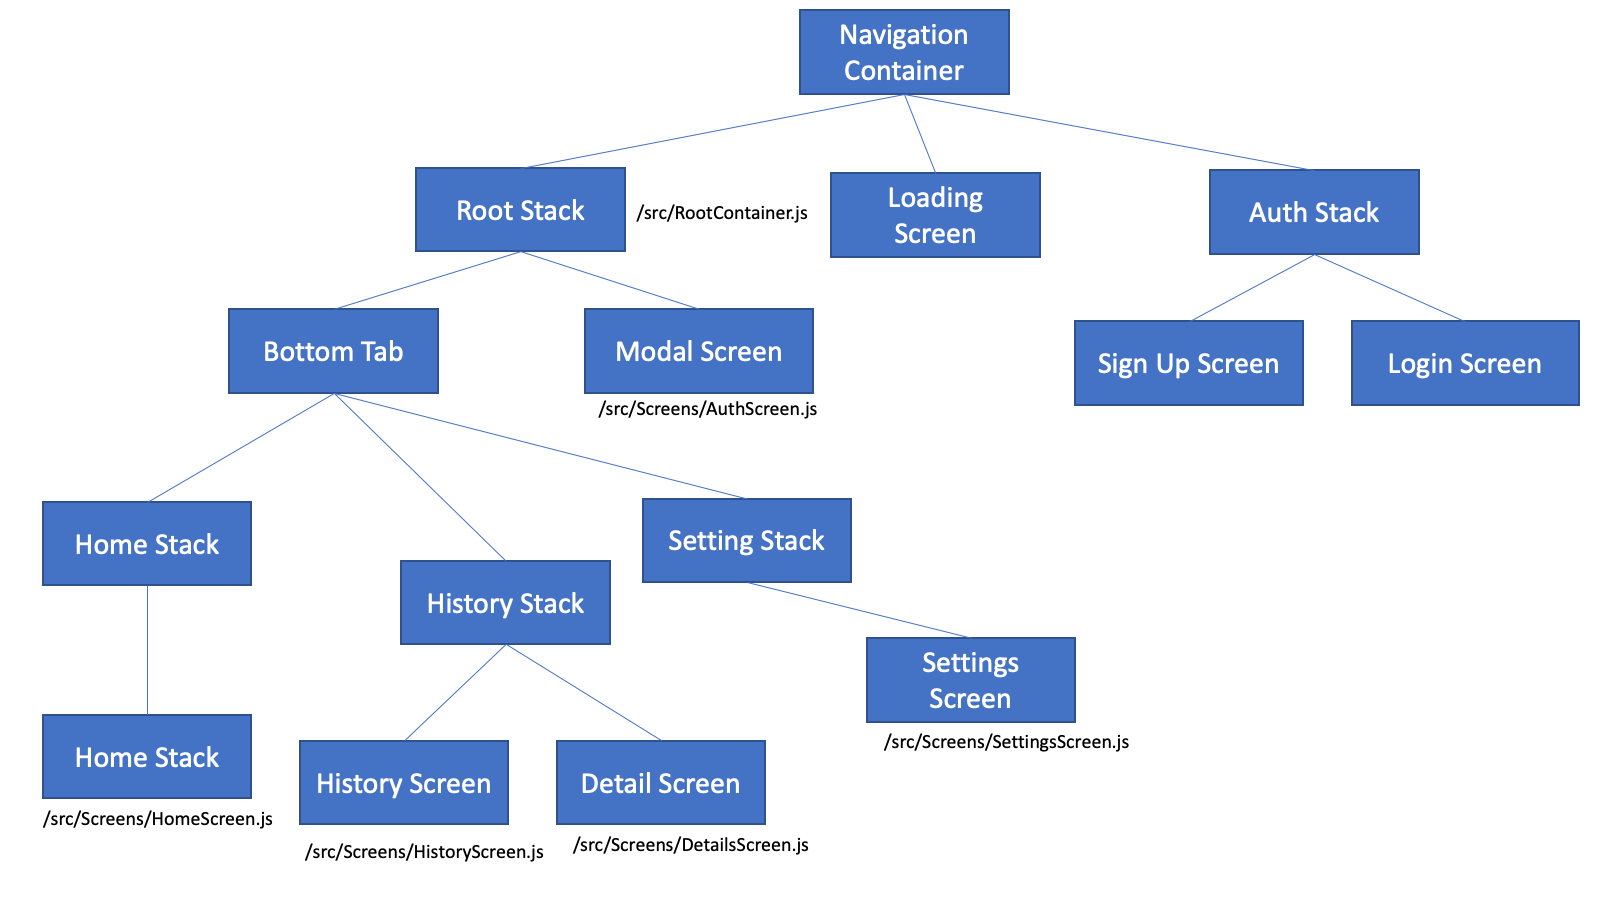 Navigation
Container
Root Stack
/src/RootContainer.js
Loading
Screen
Auth Stack
Bottom Tab
Modal Screen
/src/Screens/AuthScreen.js
Sign Up Screen
Login Screen
Home Stack
History Stack
Setting Stack
Settings
Screen
/src/Screens/SettingsScreen.js
Home Stack
/src/Screens/HomeScreen.js
History Screen
/src/Screens/HistoryScreen.js
Detail Screen
/src/Screens/DetailsScreen.js